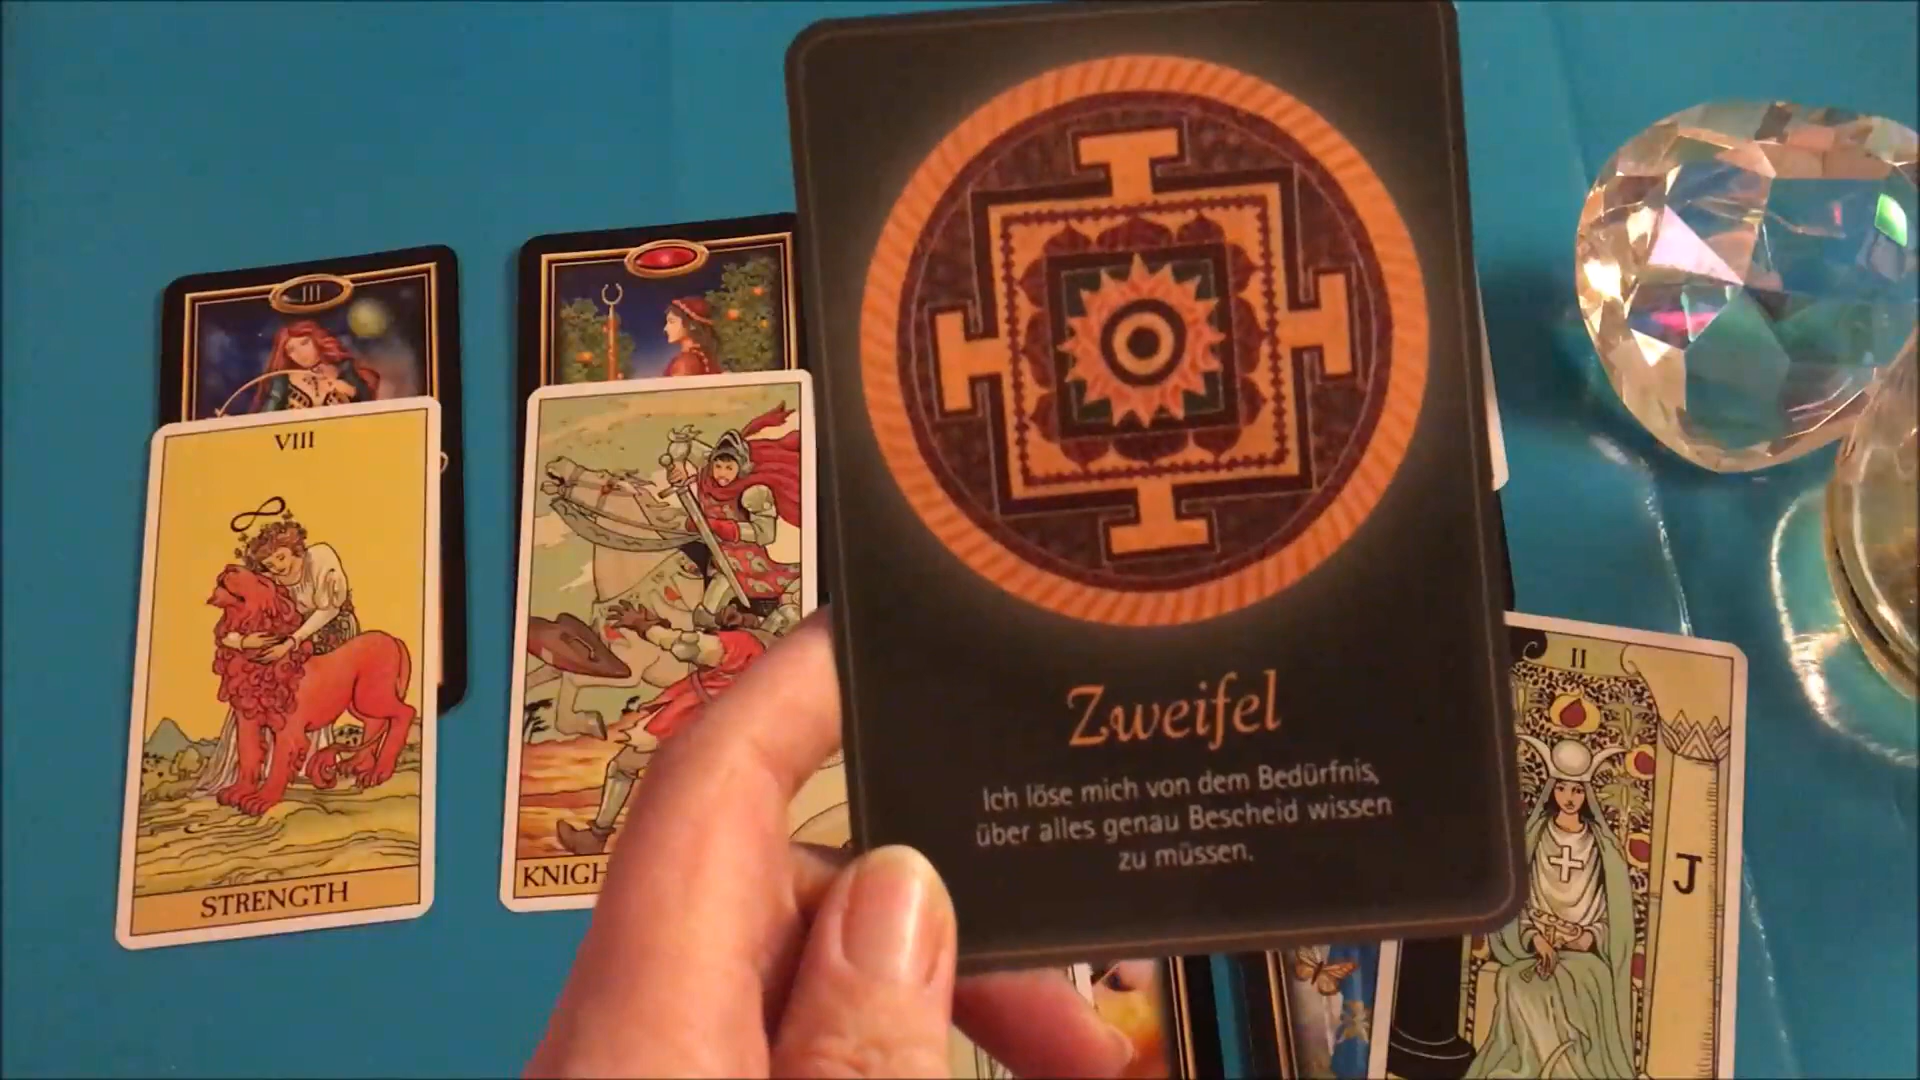 III
VIII
STRENGTH
KNIGH
Zweifel
Ich löse mich von dem Bedürfnis,
über alles genau Bescheid wissen
zu müssen.
II
J